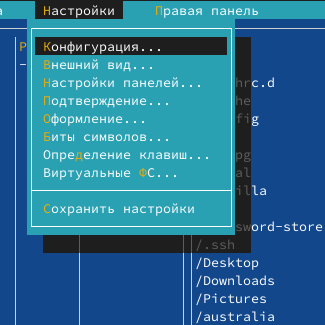 Настройки Правая панель
Конфигурация...
Внешний вид...
Настройки панелей... hrc.d
Подтверждение... he
Оформление... fig
Биты символов...
Определение клавиш... pg
Виртуальные ФС... al
illa
Сохранить настройки
sword-store
/.ssh
/Desktop
/Downloads
/Pictures
/australia